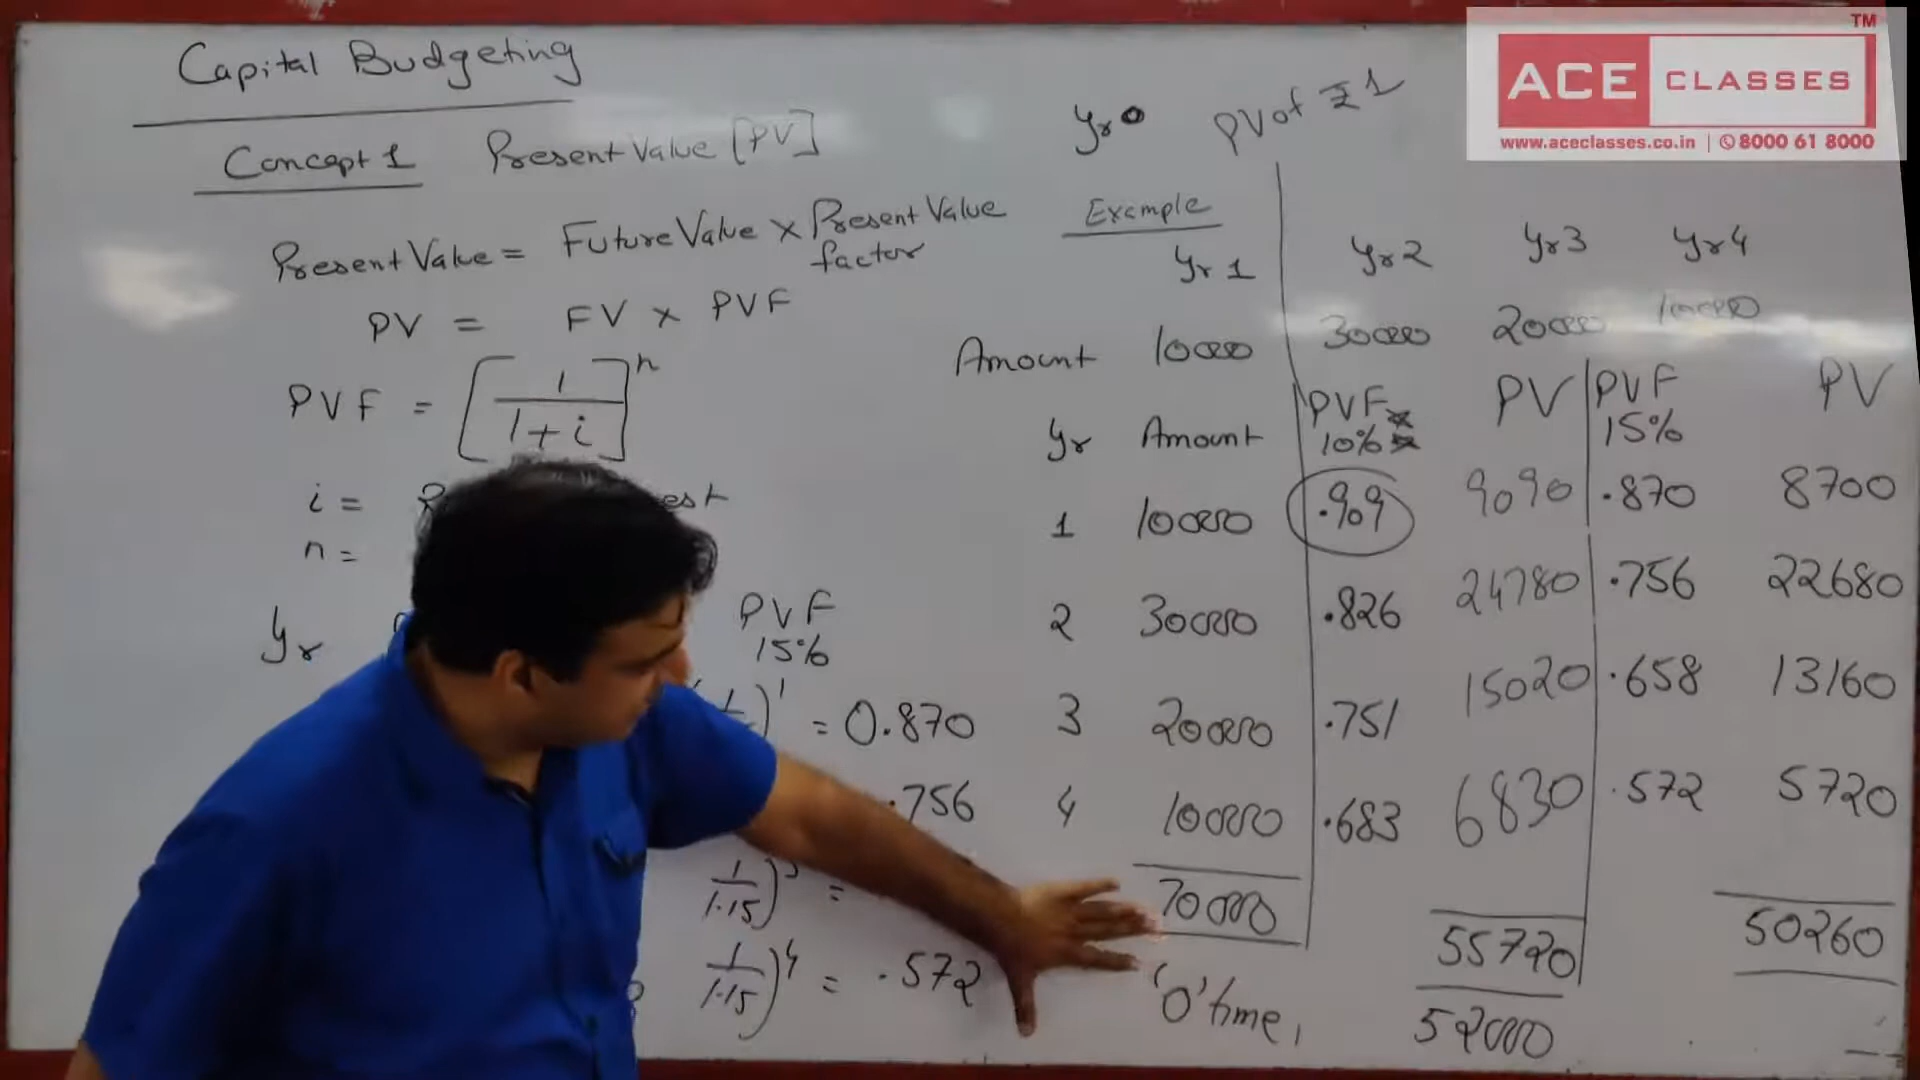 Capital Budgeting
Concept 1 Present Value [PV]
Present Value = Future Value x Present Value factor
PV = FV x PVF
PVF = [1/1+i]^n
i =
n =
yr
PVF
15%
)^1 = 0.870
.756
(1/1.15)^3 =
(1/1.15)^4 = .572
yr 0 PV of ₹1
Example
yr 1 yr 2 yr 3 yr 4
Amount 10000 30000 20000 10000
yr Amount PVF 10% PV PVF 15% PV
1 10000 .909 9090 .870 8700
2 30000 .826 24780 .756 22680
3 20000 .751 15020 .658 13160
4 10000 .683 6830 .572 5720
70000 55720 50260
'0' time, 52000
ACE CLASSES TM
www.aceclasses.co.in | 8000 61 8000